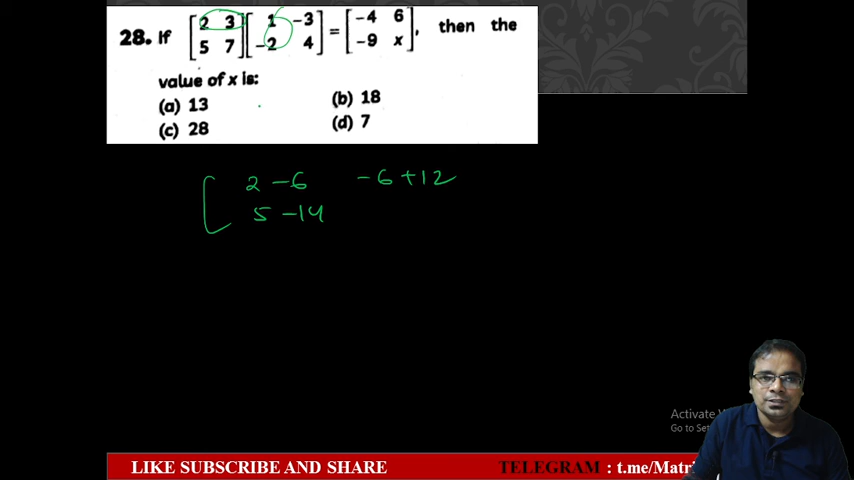 28. If [2 3 5 7] [1 -3 -2 4] = [-4 6 -9 x], then the
value of x is:
(a) 13 (b) 18
(c) 28 (d) 7
2 -6 -6 +12
5 -14
Activate
Go to Set
LIKE SUBSCRIBE AND SHARE TELEGRAM : t.me/Matri